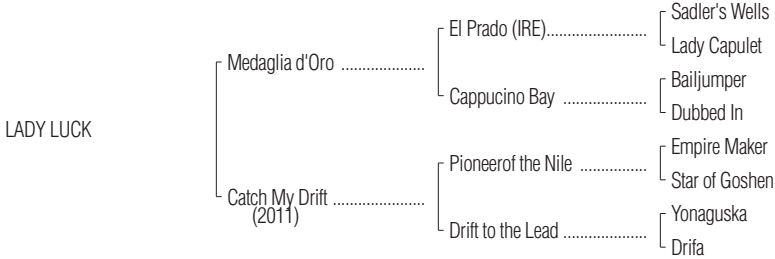 Sadler's Wells
El Prado (IRE).......................
Lady Capulet
Medaglia d'Oro ....................
Bailjumper
Cappucino Bay ....................
Dubbed In
LADY LUCK
Empire Maker
Pioneerof the Nile ................
Star of Goshen
Catch My Drift ......................
(2011)
Yonaguska
Drift to the Lead ....................
Drifa